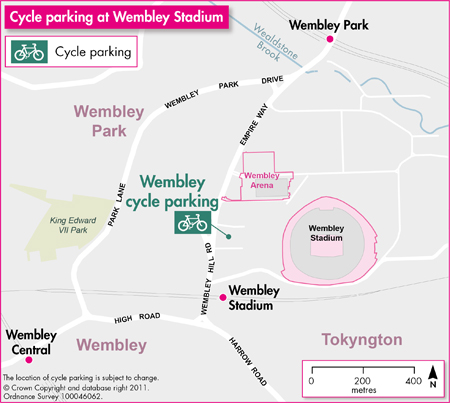 Cycle parking at Wembley Stadium
Cycle parking
Wembley Park
Wealdstone
Brook
WEMBLEY PARK DRIVE
EMPIRE WAY
Wembley
Park
Wembley
Arena
Wembley
cycle parking
PARK LANE
King Edward
VII Park
Wembley
Stadium
WEMBLEY HILL RD
Wembley
Stadium
HIGH ROAD
Wembley
Central
Wembley
Tokyngton
HARROW ROAD
The location of cycle parking is subject to change.
© Crown Copyright and database right 2011.
Ordnance Survey 100046062.
0 200 400
metres
N